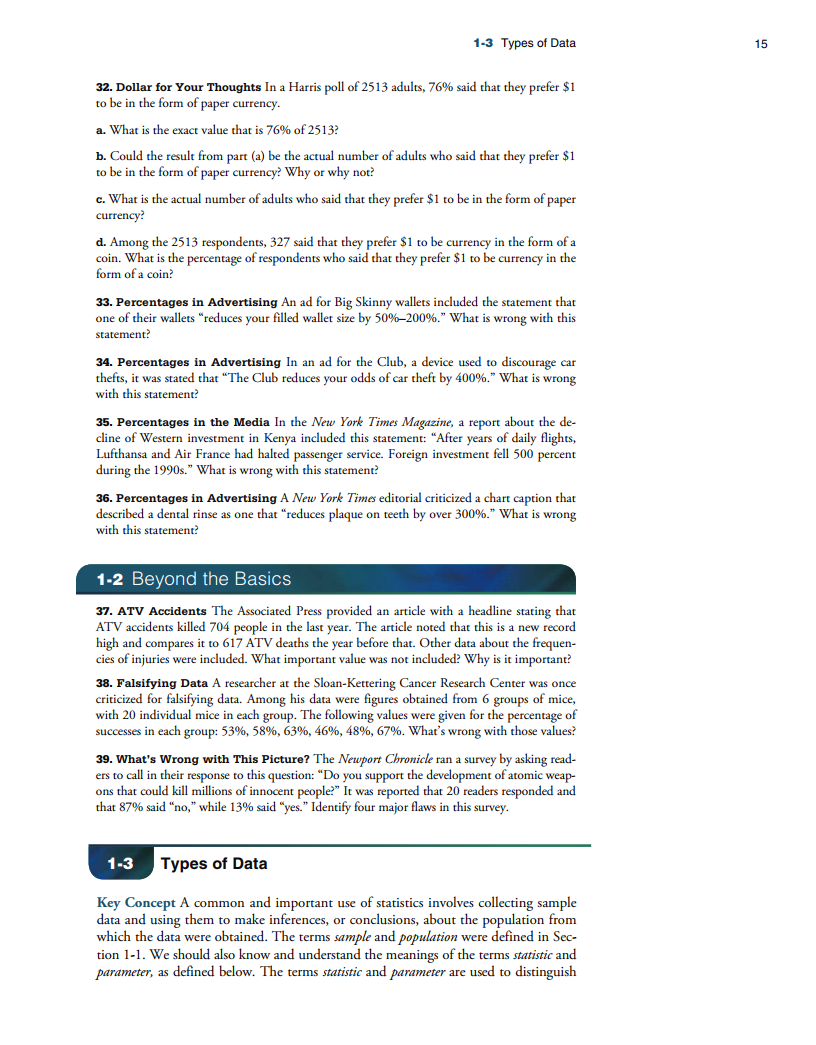 1-3 Types of Data 15
32. Dollar for Your Thoughts In a Harris poll of 2513 adults, 76% said that they prefer $1
to be in the form of paper currency.
a. What is the exact value that is 76% of 2513?
b. Could the result from part (a) be the actual number of adults who said that they prefer $1
to be in the form of paper currency? Why or why not?
c. What is the actual number of adults who said that they prefer $1 to be in the form of paper
currency?
d. Among the 2513 respondents, 327 said that they prefer $1 to be currency in the form of a
coin. What is the percentage of respondents who said that they prefer $1 to be currency in the
form of a coin?
33. Percentages in Advertising An ad for Big Skinny wallets included the statement that
one of their wallets “reduces your filled wallet size by 50%–200%.” What is wrong with this
statement?
34. Percentages in Advertising In an ad for the Club, a device used to discourage car
thefts, it was stated that “The Club reduces your odds of car theft by 400%.” What is wrong
with this statement?
35. Percentages in the Media In the New York Times Magazine, a report about the de-
cline of Western investment in Kenya included this statement: “After years of daily flights,
Lufthansa and Air France had halted passenger service. Foreign investment fell 500 percent
during the 1990s.” What is wrong with this statement?
36. Percentages in Advertising A New York Times editorial criticized a chart caption that
described a dental rinse as one that “reduces plaque on teeth by over 300%.” What is wrong
with this statement?
1-2 Beyond the Basics
37. ATV Accidents The Associated Press provided an article with a headline stating that
ATV accidents killed 704 people in the last year. The article noted that this is a new record
high and compares it to 617 ATV deaths the year before that. Other data about the frequen-
cies of injuries were included. What important value was not included? Why is it important?
38. Falsifying Data A researcher at the Sloan-Kettering Cancer Research Center was once
criticized for falsifying data. Among his data were figures obtained from 6 groups of mice,
with 20 individual mice in each group. The following values were given for the percentage of
successes in each group: 53%, 58%, 63%, 46%, 48%, 67%. What’s wrong with those values?
39. What’s Wrong with This Picture? The Newport Chronicle ran a survey by asking read-
ers to call in their response to this question: “Do you support the development of atomic weap-
ons that could kill millions of innocent people?” It was reported that 20 readers responded and
that 87% said “no,” while 13% said “yes.” Identify four major flaws in this survey.
1-3 Types of Data
Key Concept A common and important use of statistics involves collecting sample
data and using them to make inferences, or conclusions, about the population from
which the data were obtained. The terms sample and population were defined in Sec-
tion 1-1. We should also know and understand the meanings of the terms statistic and
parameter, as defined below. The terms statistic and parameter are used to distinguish